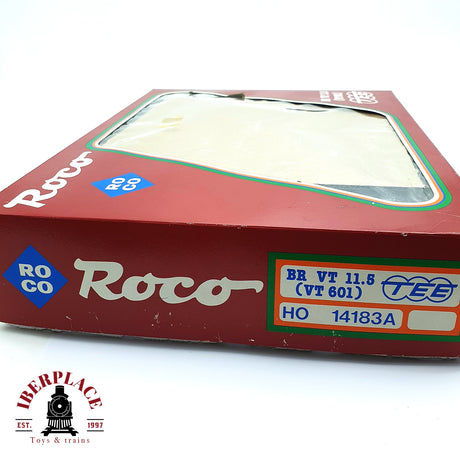 TEE
Roco
RO
CO
RO
CO
Roco
BR VT 11.5
(VT 601)
TEE
HO 14183A
IBERPLACE
EST. 1997
Toys & trains